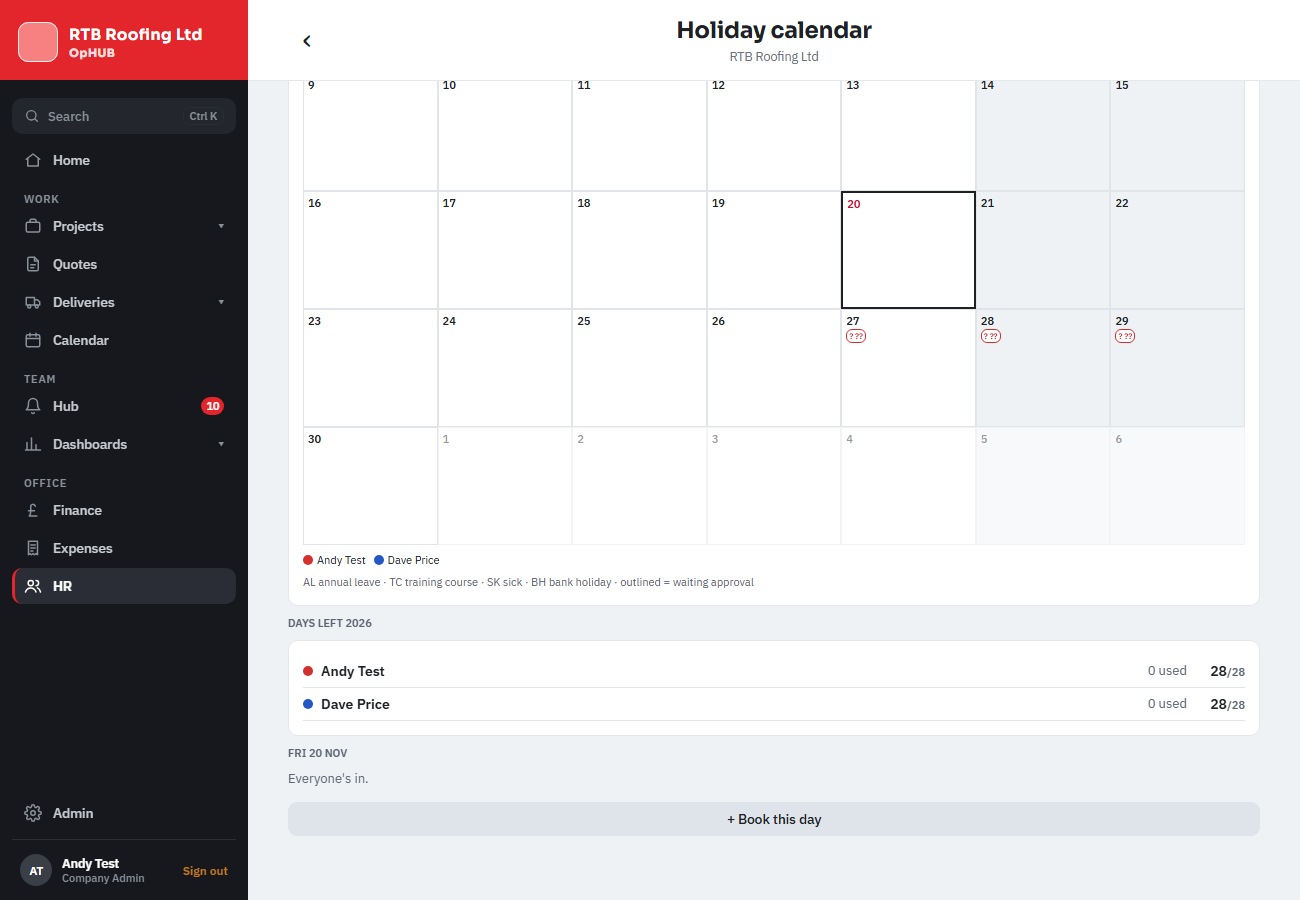 RTB Roofing Ltd
OpHUB
Search
Ctrl K
Home
WORK
Projects
Quotes
Deliveries
Calendar
TEAM
Hub
10
Dashboards
OFFICE
Finance
Expenses
HR
Admin
AT
Andy Test
Company Admin
Sign out
Holiday calendar
RTB Roofing Ltd
9 10 11 12 13 14 15
16 17 18 19 20 21 22
23 24 25 26 27 28 29
? ?? ? ?? ? ??
30 1 2 3 4 5 6
Andy Test Dave Price
AL annual leave · TC training course · SK sick · BH bank holiday · outlined = waiting approval
DAYS LEFT 2026
Andy Test 0 used 28/28
Dave Price 0 used 28/28
FRI 20 NOV
Everyone's in.
+ Book this day